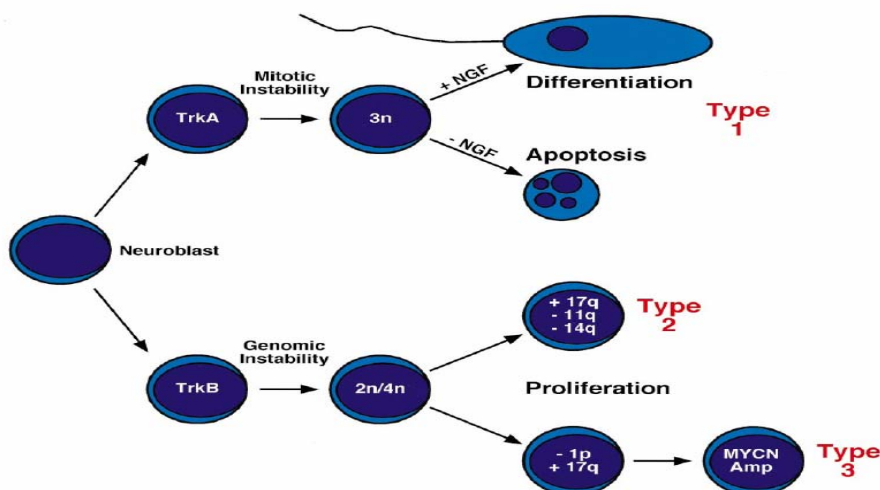 Mitotic
Instability
TrkA
3n
+ NGF
- NGF
Differentiation
Type
1
Apoptosis
Neuroblast
Genomic
Instability
TrkB
2n/4n
+ 17q
- 11q
- 14q
Type
2
Proliferation
- 1p
+ 17q
MYCN
Amp
Type
3